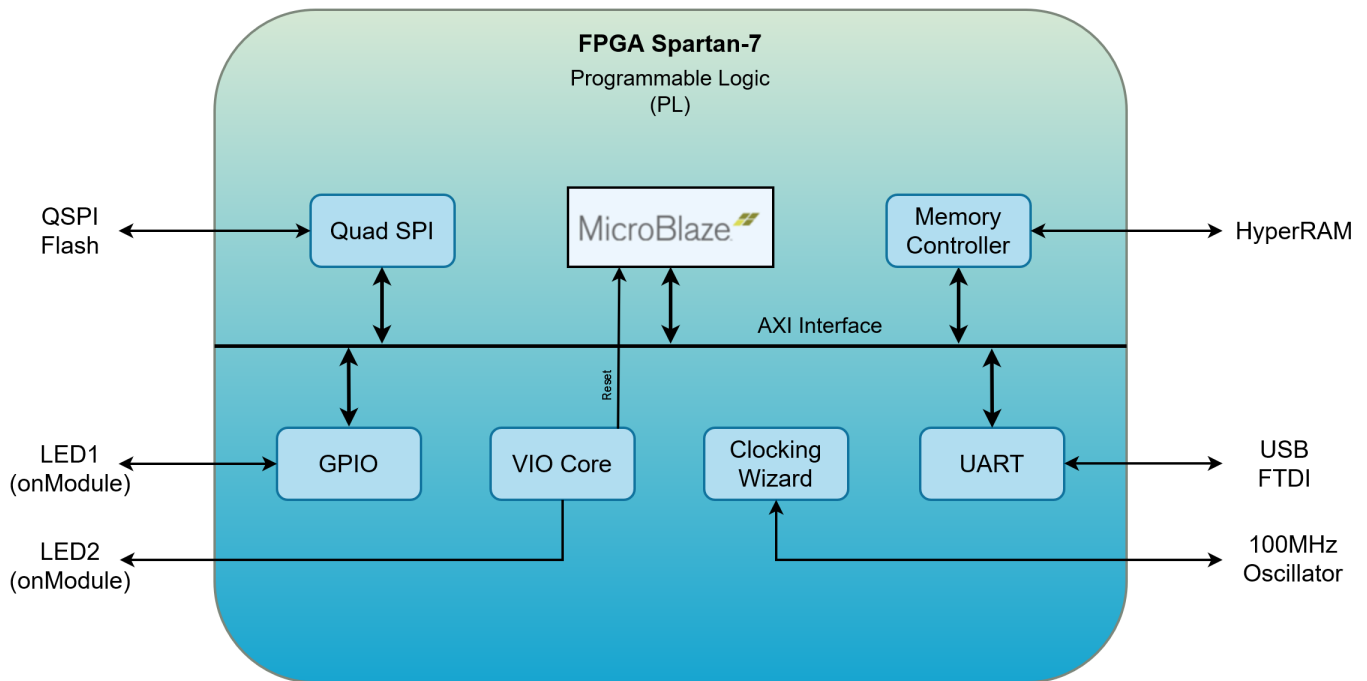 FPGA Spartan-7
Programmable Logic
(PL)
QSPI
Flash
Quad SPI
MicroBlaze
Memory
Controller
HyperRAM
AXI Interface
Reset
LED1
(onModule)
GPIO
VIO Core
Clocking
Wizard
UART
USB
FTDI
LED2
(onModule)
100MHz
Oscillator